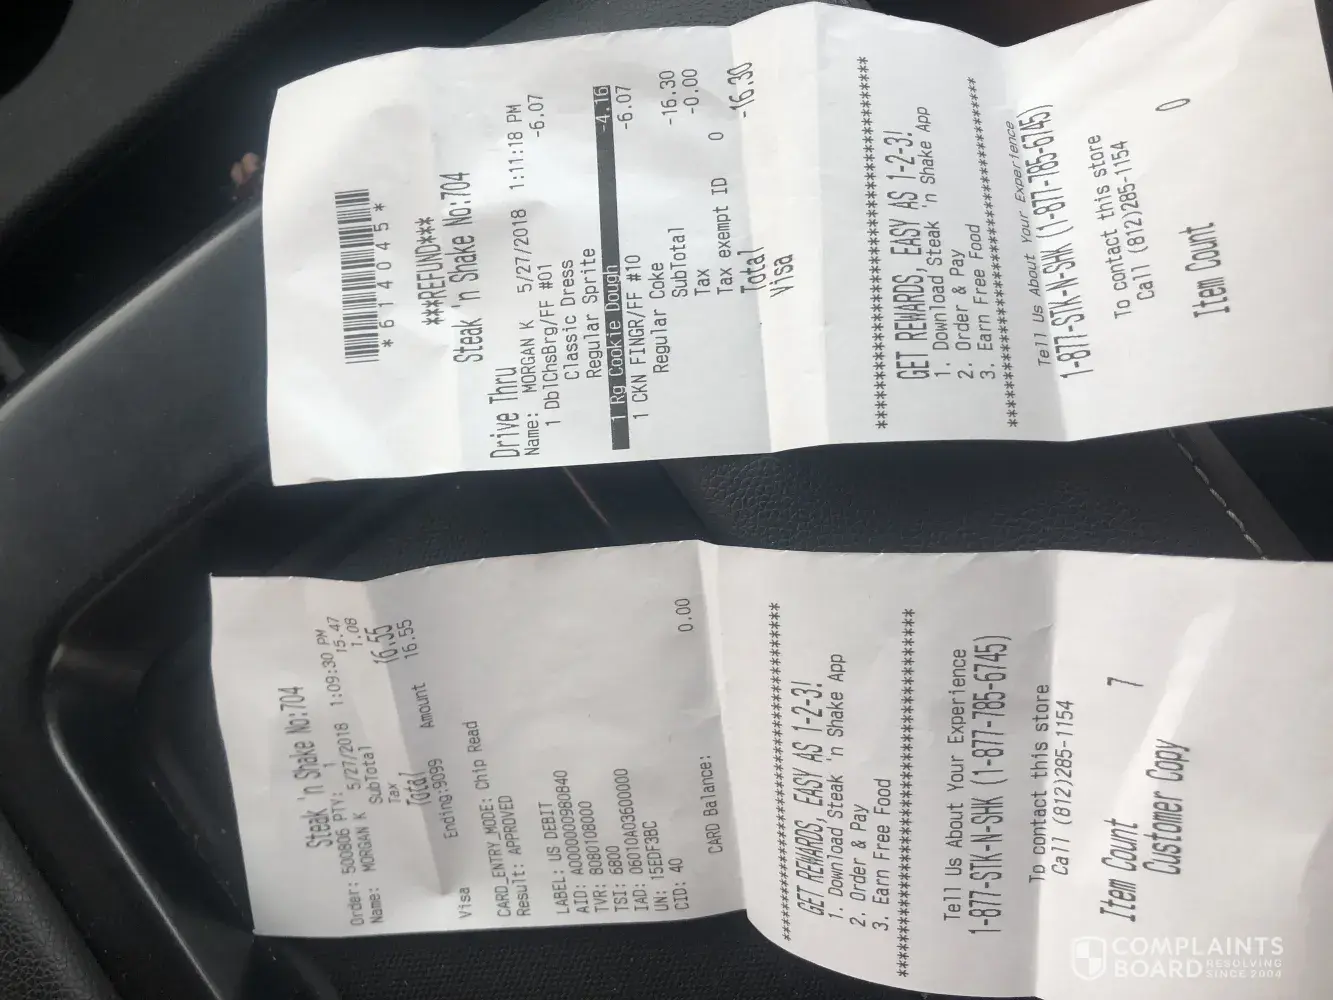 *614045*
***REFUND***
Steak 'n Shake No:704
Drive Thru
Name: MORGAN K 5/27/2018 1:11:18 PM
1 DblChsBrg/FF #01 -6.07
Classic Dress
Regular Sprite
1 Rg Cookie Dough -4.16
1 CKN FINGR/FF #10 -6.07
Regular Coke
SubTotal -16.30
Tax -0.00
Tax exempt ID 0
Total -16.30
Visa
******************************************
GET REWARDS, EASY AS 1-2-3!
1. Download Steak 'n Shake App
2. Order & Pay
3. Earn Free Food
******************************************
Tell Us About Your Experience
1-877-STK-N-SHK (1-877-785-6745)
To contact this store
Call (812)285-1154
Item Count 0
Steak 'n Shake No:704
Order: 500806 PTY: 1
Name: MORGAN K 5/27/2018 1:09:30 PM
SubTotal 15.47
Tax 1.08
Total 16.55
Ending:9099 Amount 16.55
Visa
CARD_ENTRY_MODE: Chip Read
Result: APPROVED
LABEL: US DEBIT
AID: A0000000980840
TVR: 8080108000
TSI: 6800
IAD: 06010A03600000
UN: 15EDF3BC
CID: 40
CARD Balance: 0.00
******************************************
GET REWARDS, EASY AS 1-2-3!
1. Download Steak 'n Shake App
2. Order & Pay
3. Earn Free Food
******************************************
Tell Us About Your Experience
1-877-STK-N-SHK (1-877-785-6745)
To contact this store
Call (812)285-1154
Item Count 7
Customer Copy
COMPLAINTS
BOARD RESOLVING
SINCE 2004